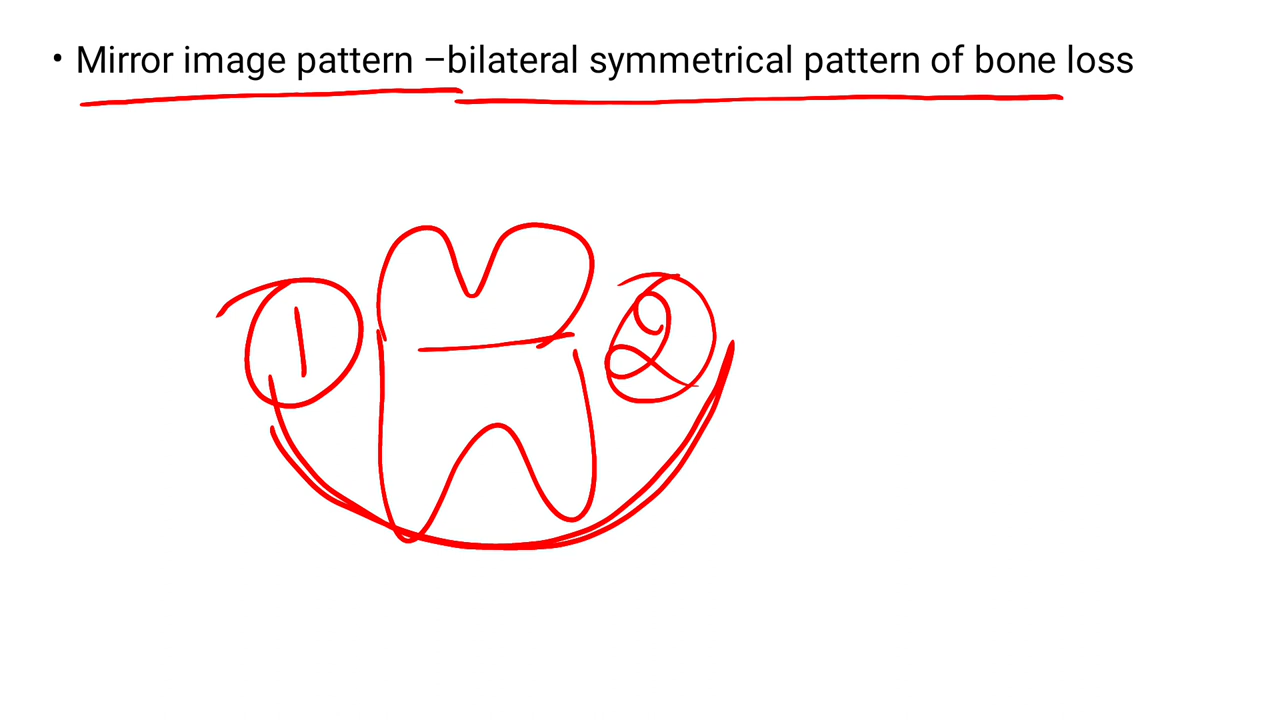 • Mirror image pattern –bilateral symmetrical pattern of bone loss
1
2